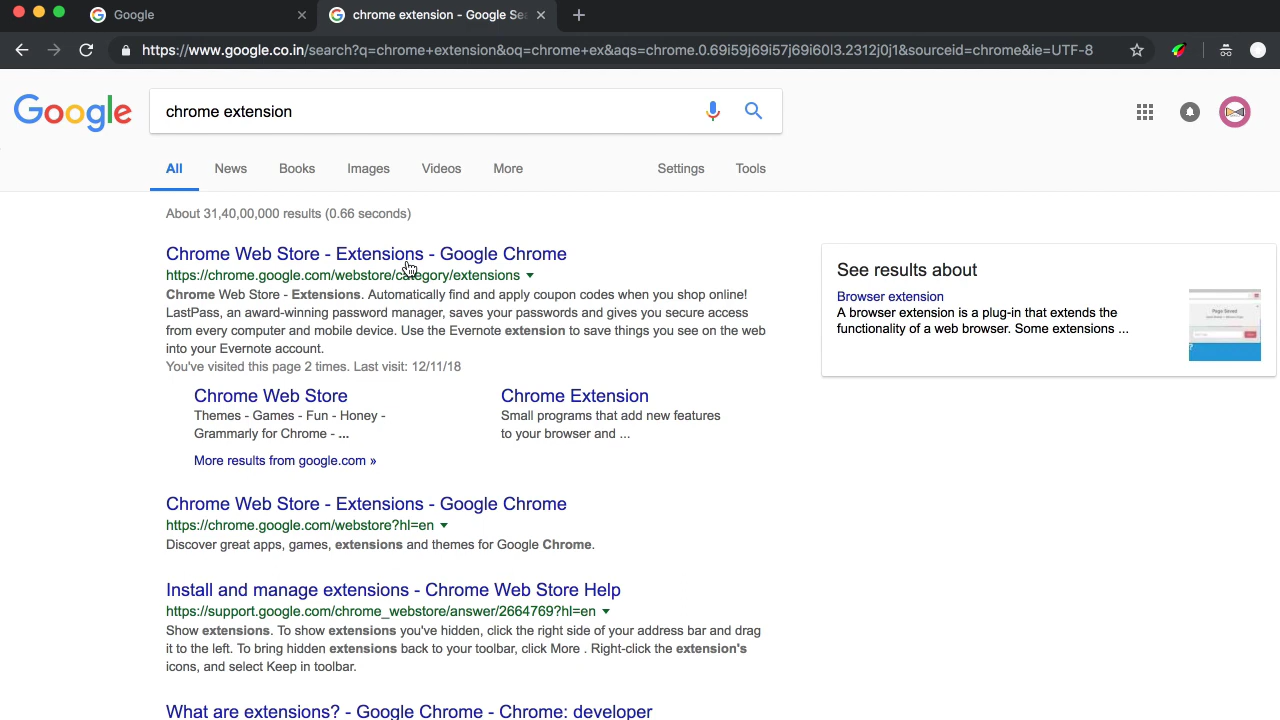 Google
chrome extension - Google Se
https://www.google.co.in/search?q=chrome+extension&oq=chrome+ex&aqs=chrome.0.69i59j69i57j69i60l3.2312j0j1&sourceid=chrome&ie=UTF-8
Google
chrome extension
All News Books Images Videos More Settings Tools
About 31,40,00,000 results (0.66 seconds)
Chrome Web Store - Extensions - Google Chrome
https://chrome.google.com/webstore/category/extensions
Chrome Web Store - Extensions. Automatically find and apply coupon codes when you shop online!
LastPass, an award-winning password manager, saves your passwords and gives you secure access
from every computer and mobile device. Use the Evernote extension to save things you see on the web
into your Evernote account.
You've visited this page 2 times. Last visit: 12/11/18
Chrome Web Store
Themes - Games - Fun - Honey -
Grammarly for Chrome - ...
Chrome Extension
Small programs that add new features
to your browser and ...
More results from google.com »
Chrome Web Store - Extensions - Google Chrome
https://chrome.google.com/webstore?hl=en
Discover great apps, games, extensions and themes for Google Chrome.
Install and manage extensions - Chrome Web Store Help
https://support.google.com/chrome_webstore/answer/2664769?hl=en
Show extensions. To show extensions you've hidden, click the right side of your address bar and drag
it to the left. To bring hidden extensions back to your toolbar, click More . Right-click the extension's
icons, and select Keep in toolbar.
What are extensions? - Google Chrome - Chrome: developer
See results about
Browser extension
A browser extension is a plug-in that extends the
functionality of a web browser. Some extensions ...
Page Saved